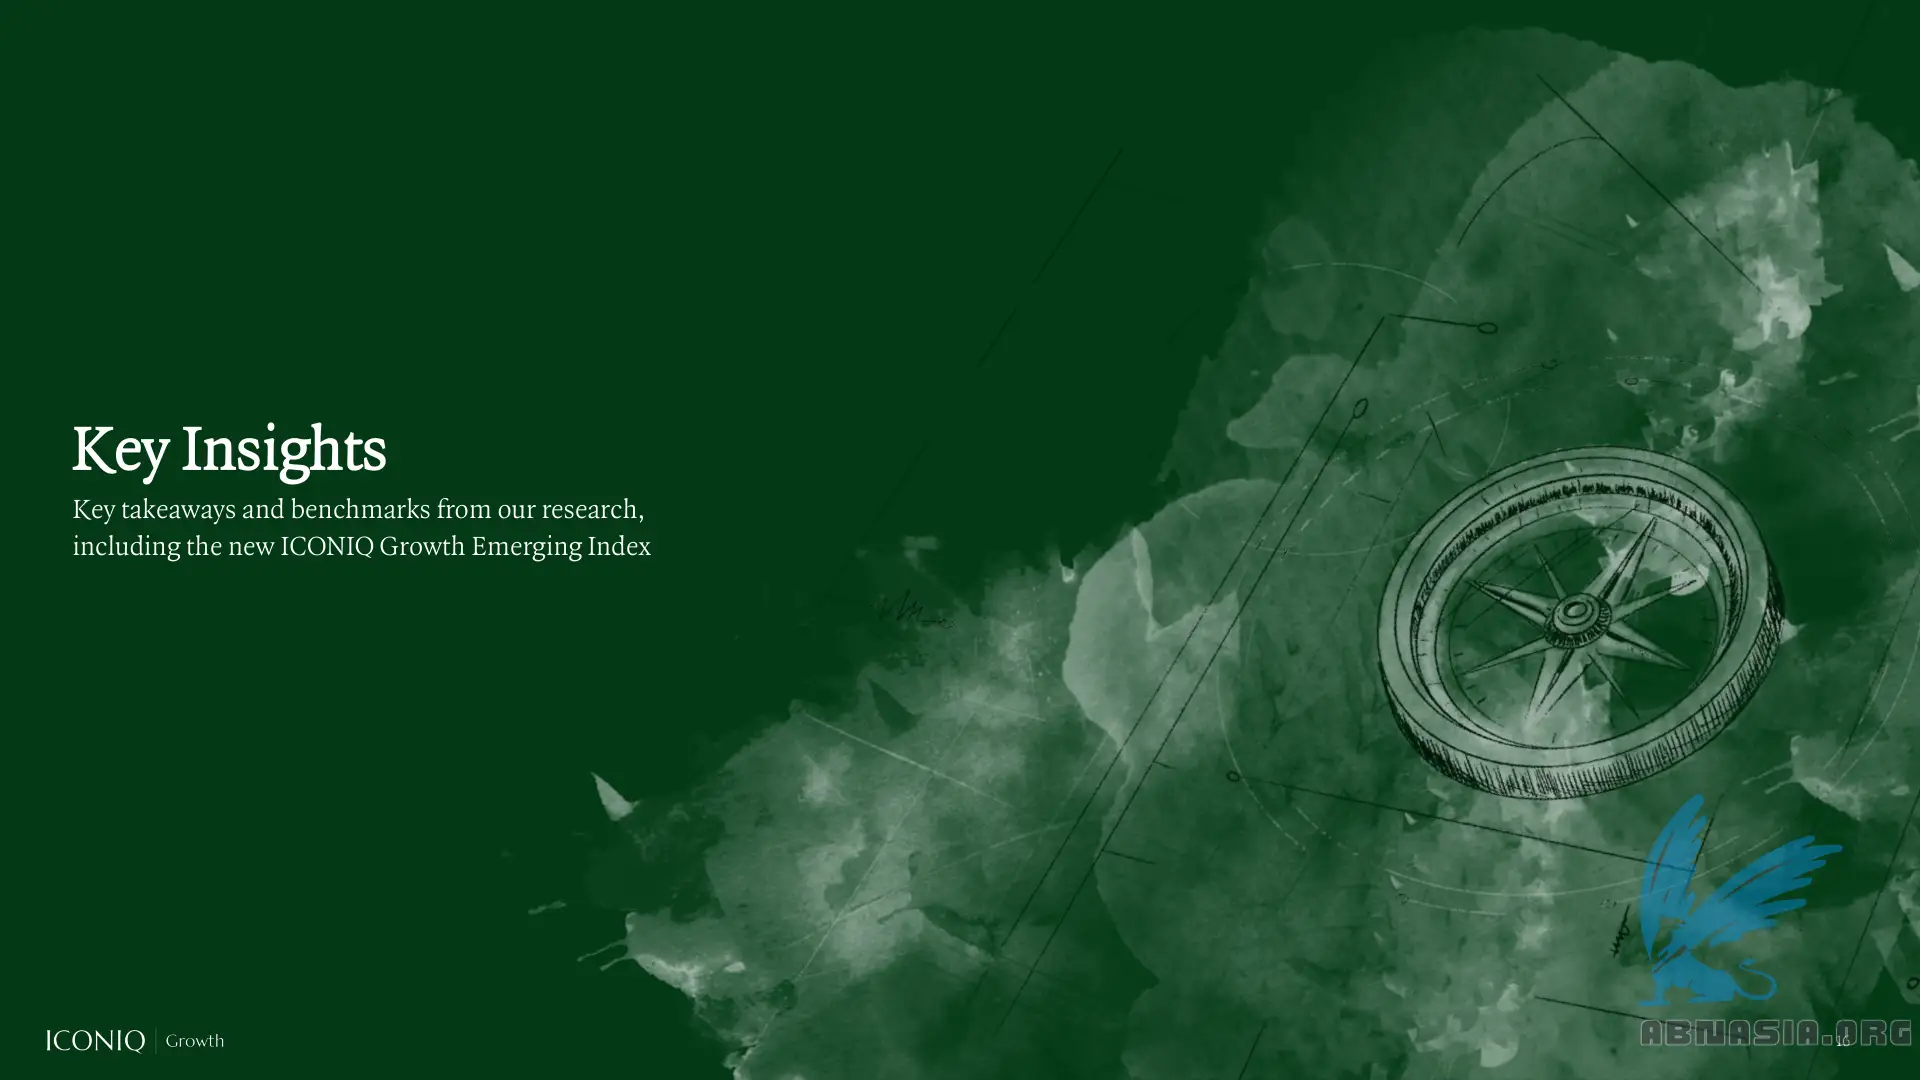 Key Insights
Key takeaways and benchmarks from our research,
including the new ICONIQ Growth Emerging Index
ICONIQ | Growth
ABNASIA.ORG
10